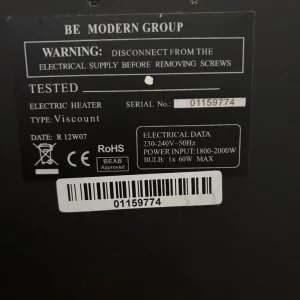 BE MODERN GROUP
WARNING: DISCONNECT FROM THE
ELECTRICAL SUPPLY BEFORE REMOVING SCREWS
TESTED
ELECTRIC HEATER SERIAL No.: 01159774
TYPE: Viscount
DATE: R 12W07
ELECTRICAL DATA
230-240V~50Hz
POWER INPUT: 1800-2000W
BULB: 1x 60W MAX
CE RoHS
BEAB
Approved
01159774